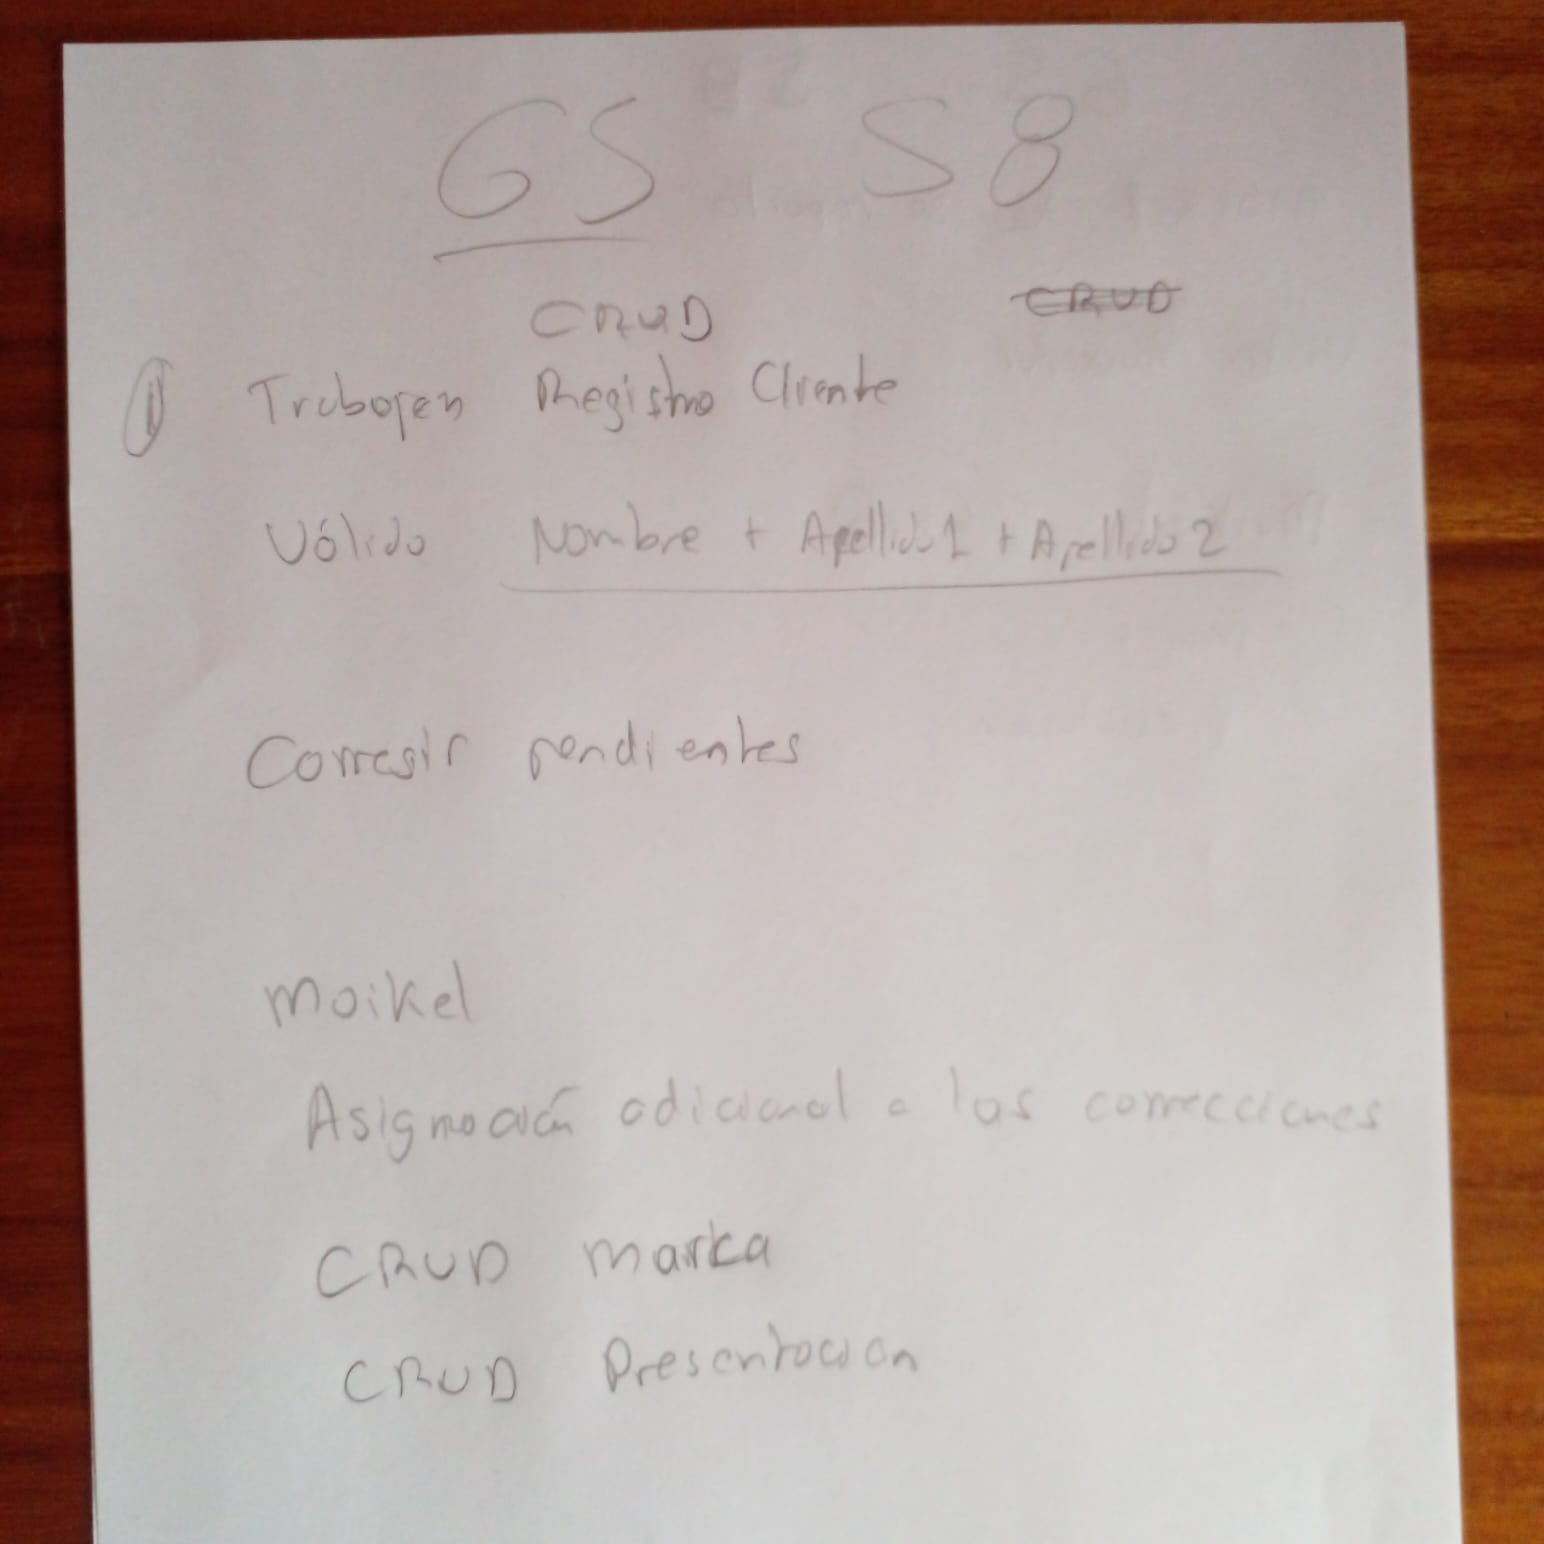 GS S8
CRUD CRUD
1 Trabajen Registro Cliente
Válido Nombre + Apellido1 + Apellido2
Corregir pendientes
Maikel
Asignación adicional a las correcciones
CRUD Marka
CRUD Presentación